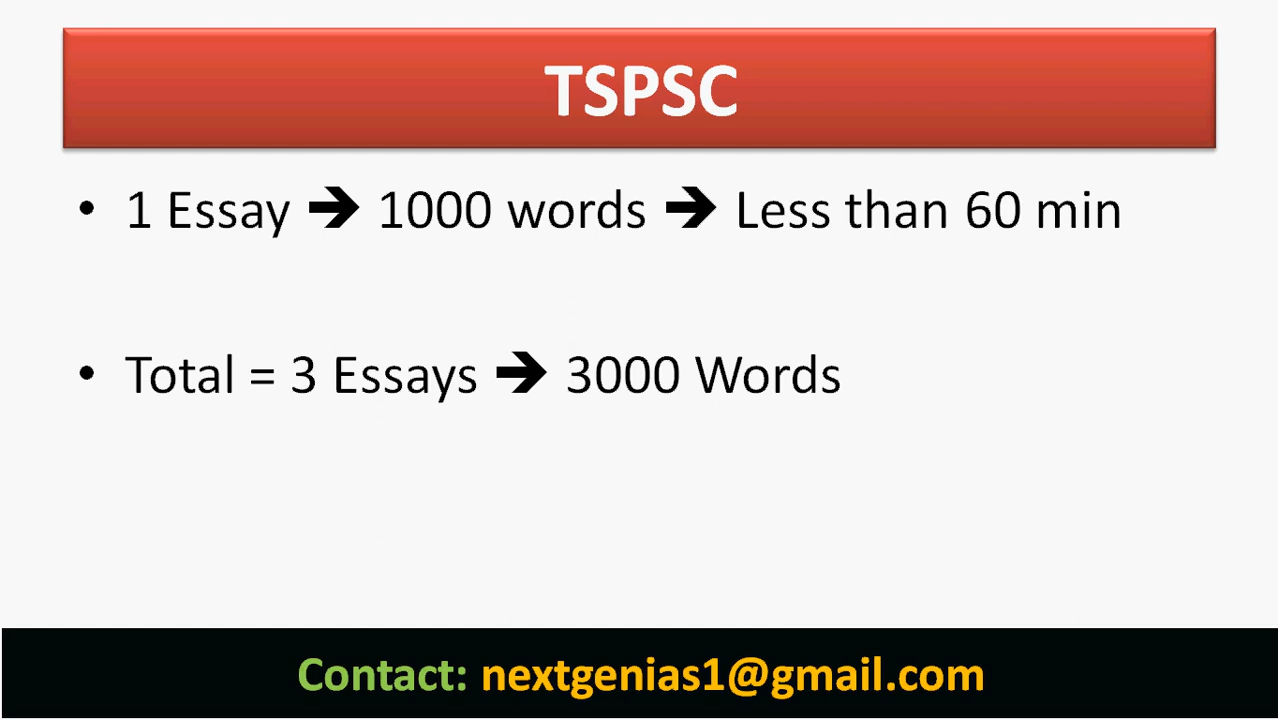 TSPSC
• 1 Essay ➔ 1000 words ➔ Less than 60 min
• Total = 3 Essays ➔ 3000 Words
Contact: nextgenias1@gmail.com